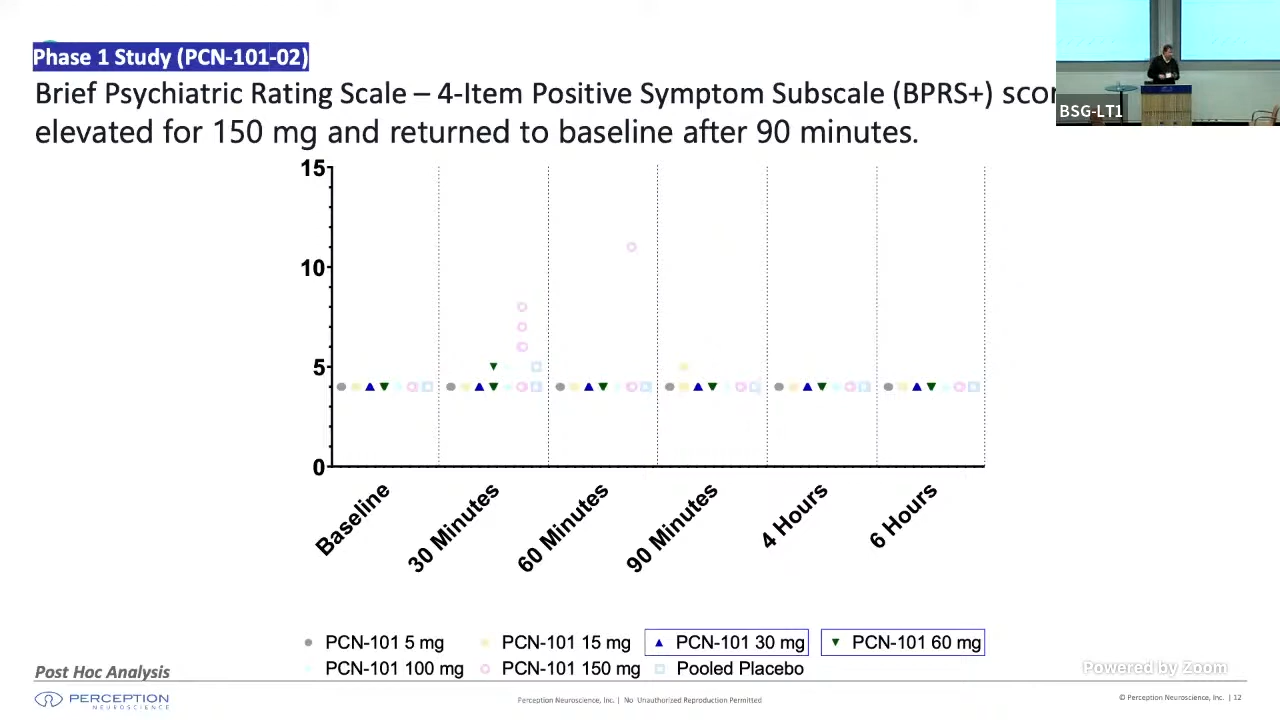 Phase 1 Study (PCN-101-02)
Brief Psychiatric Rating Scale – 4-Item Positive Symptom Subscale (BPRS+)
elevated for 150 mg and returned to baseline after 90 minutes.
BSG-LT1
15
10
5
0
Baseline
30 Minutes
60 Minutes
90 Minutes
4 Hours
6 Hours
PCN-101 5 mg
PCN-101 15 mg
PCN-101 30 mg
PCN-101 60 mg
PCN-101 100 mg
PCN-101 150 mg
Pooled Placebo
Post Hoc Analysis
Powered by Zoom
PERCEPTION
NEUROSCIENCE
Perception Neuroscience, Inc. | No Unauthorized Reproduction Permitted
© Perception Neuroscience, Inc. | 12